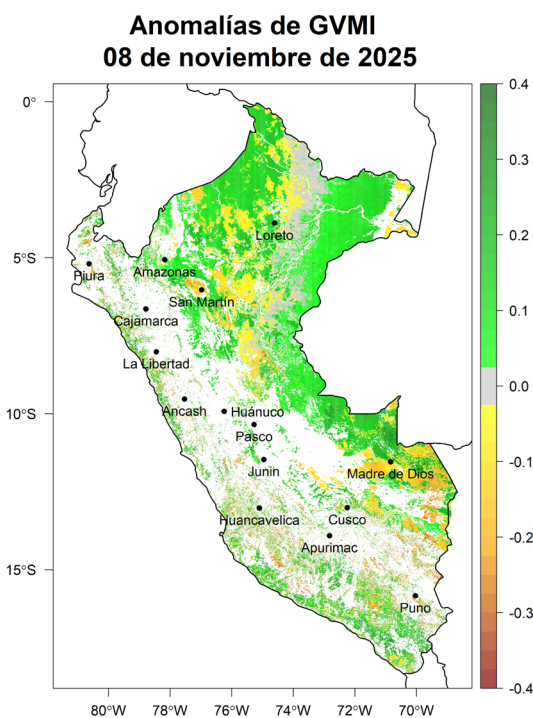 Anomalías de GVMI
08 de noviembre de 2025
0°
5°S
10°S
15°S
80°W
78°W
76°W
74°W
72°W
70°W
0.4
0.3
0.2
0.1
0.0
-0.1
-0.2
-0.3
-0.4
Loreto
Piura
Amazonas
San Martín
Cajamarca
La Libertad
Ancash
Huánuco
Pasco
Junin
Madre de Dios
Huancavelica
Cusco
Apurimac
Puno